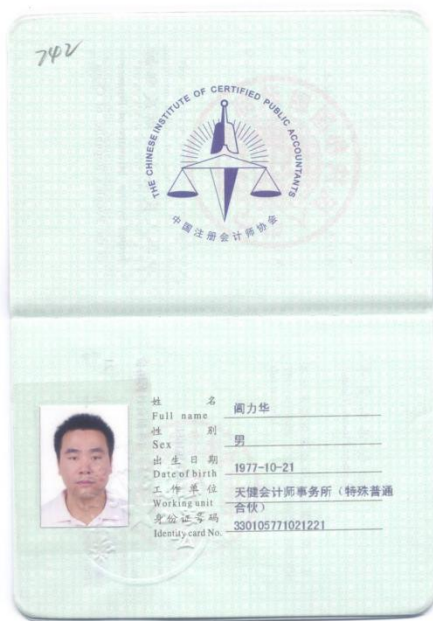 742
THE CHINESE INSTITUTE OF CERTIFIED PUBLIC ACCOUNTANTS
中国注册会计师协会
姓 名
Full name
阎力华
性 别
Sex
男
出生日期
Date of birth
1977-10-21
工作单位
Working unit
天健会计师事务所（特殊普通
合伙）
身份证号码
Identity card No.
330105771021221